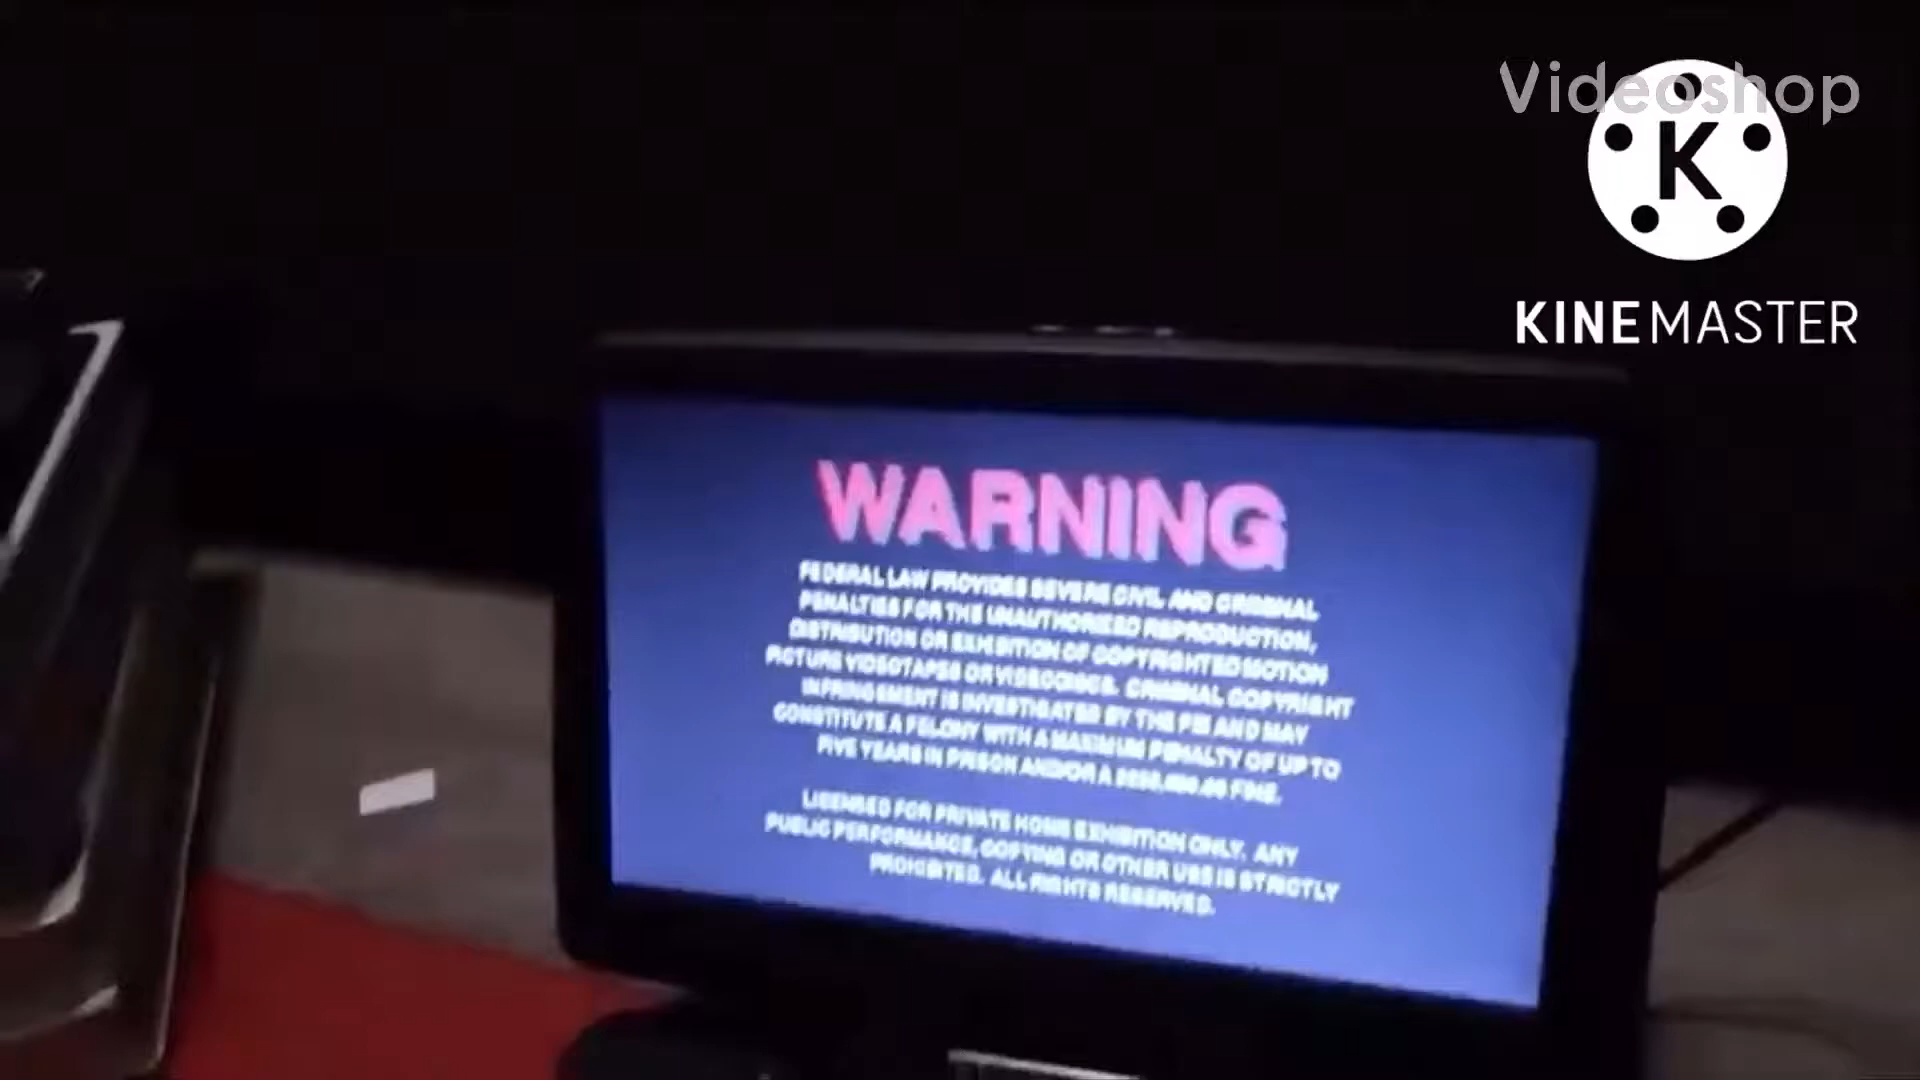 Videoshop
K
KINEMASTER
WARNING
FEDERAL LAW PROVIDES SEVERE CIVIL AND CRIMINAL
PENALTIES FOR THE UNAUTHORIZED REPRODUCTION,
DISTRIBUTION OR EXHIBITION OF COPYRIGHTED MOTION
PICTURE VIDEOTAPES OR VIDEODISCS. CRIMINAL COPYRIGHT
INFRINGEMENT IS INVESTIGATED BY THE FBI AND MAY
CONSTITUTE A FELONY WITH A MAXIMUM PENALTY OF UP TO
FIVE YEARS IN PRISON AND/OR A FINE.
LICENSED FOR PRIVATE HOME EXHIBITION ONLY. ANY
PUBLIC PERFORMANCE, COPYING OR OTHER USE IS STRICTLY
PROHIBITED. ALL RIGHTS RESERVED.